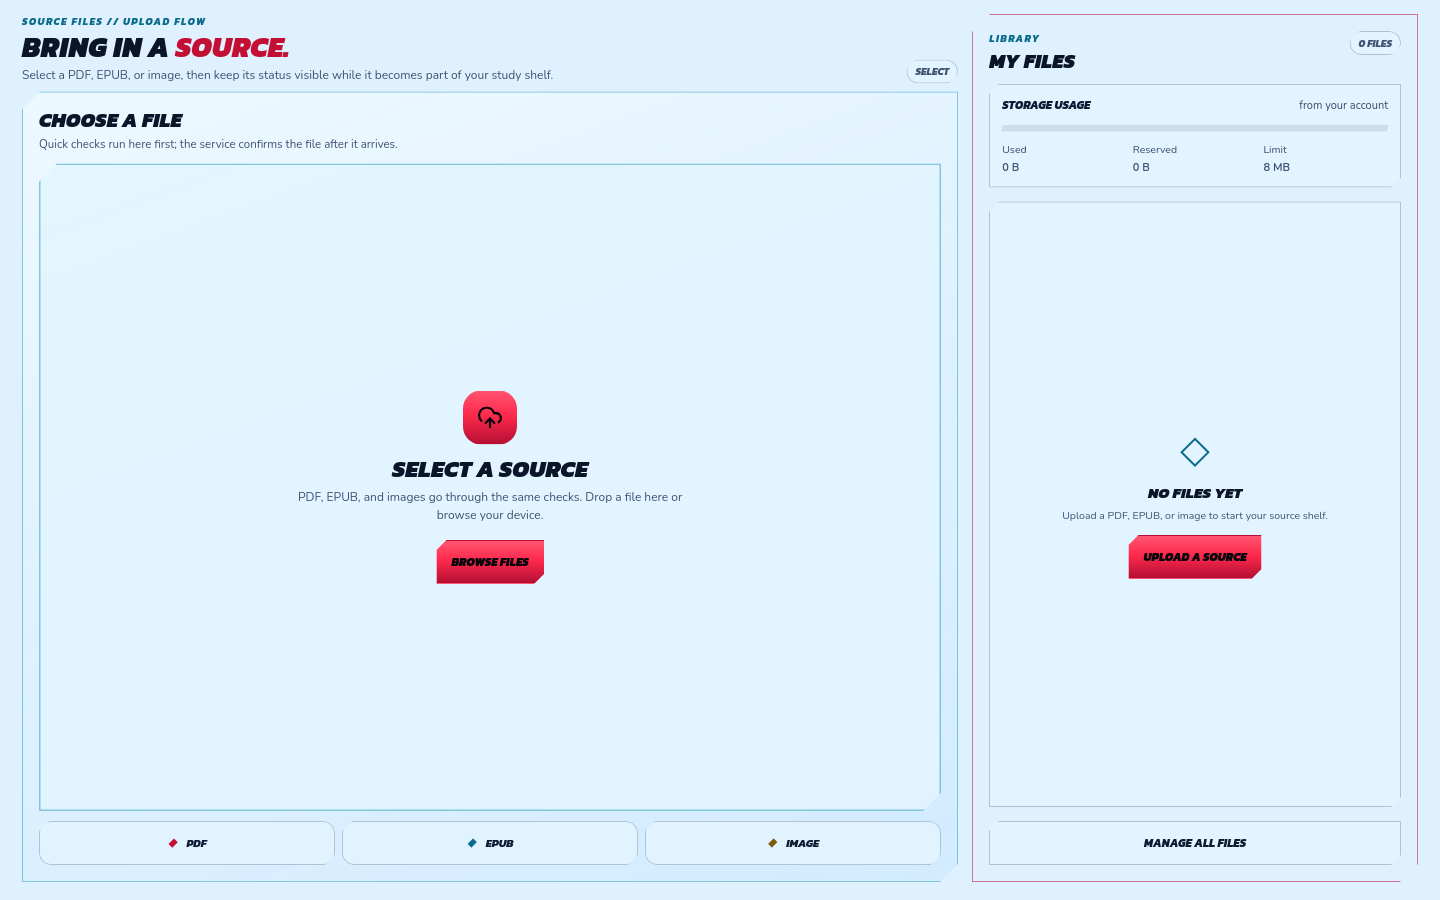 SOURCE FILES // UPLOAD FLOW
BRING IN A SOURCE.
Select a PDF, EPUB, or image, then keep its status visible while it becomes part of your study shelf.
SELECT
CHOOSE A FILE
Quick checks run here first; the service confirms the file after it arrives.
SELECT A SOURCE
PDF, EPUB, and images go through the same checks. Drop a file here or
browse your device.
BROWSE FILES
PDF
EPUB
IMAGE
LIBRARY
MY FILES
0 FILES
STORAGE USAGE
from your account
Used
Reserved
Limit
0 B
0 B
8 MB
NO FILES YET
Upload a PDF, EPUB, or image to start your source shelf.
UPLOAD A SOURCE
MANAGE ALL FILES